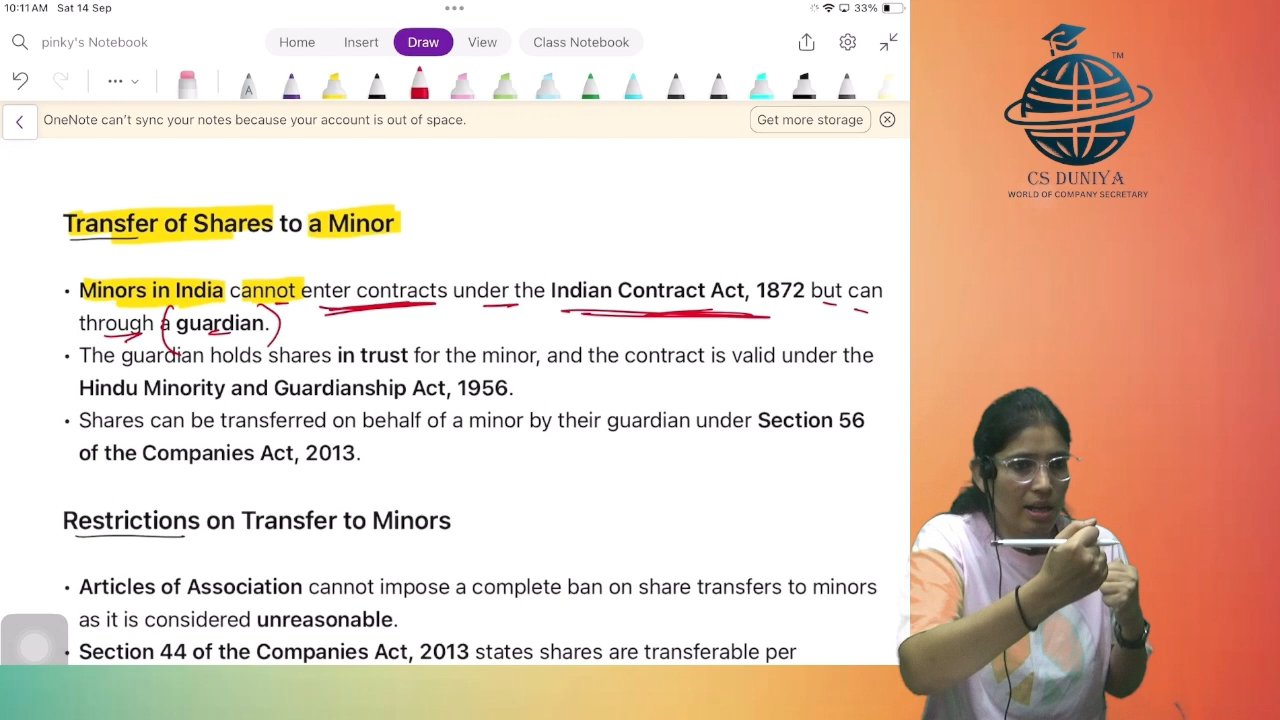 10:11 AM Sat 14 Sep
33%
pinky's Notebook
Home Insert Draw View Class Notebook
A
OneNote can't sync your notes because your account is out of space.
Get more storage
TM
CS DUNIYA
WORLD OF COMPANY SECRETARY
Transfer of Shares to a Minor
• Minors in India cannot enter contracts under the Indian Contract Act, 1872 but can
through a guardian.
• The guardian holds shares in trust for the minor, and the contract is valid under the
Hindu Minority and Guardianship Act, 1956.
• Shares can be transferred on behalf of a minor by their guardian under Section 56
of the Companies Act, 2013.
Restrictions on Transfer to Minors
• Articles of Association cannot impose a complete ban on share transfers to minors
as it is considered unreasonable.
• Section 44 of the Companies Act, 2013 states shares are transferable per